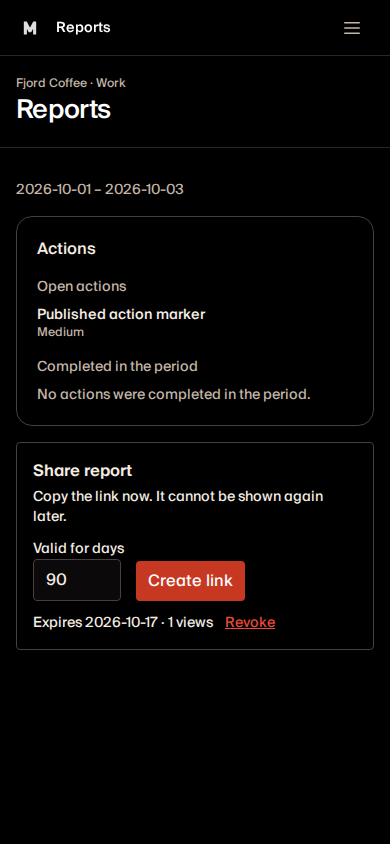 M Reports
Fjord Coffee · Work
Reports
2026-10-01 – 2026-10-03
Actions
Open actions
Published action marker
Medium
Completed in the period
No actions were completed in the period.
Share report
Copy the link now. It cannot be shown again
later.
Valid for days
90
Create link
Expires 2026-10-17 · 1 views Revoke